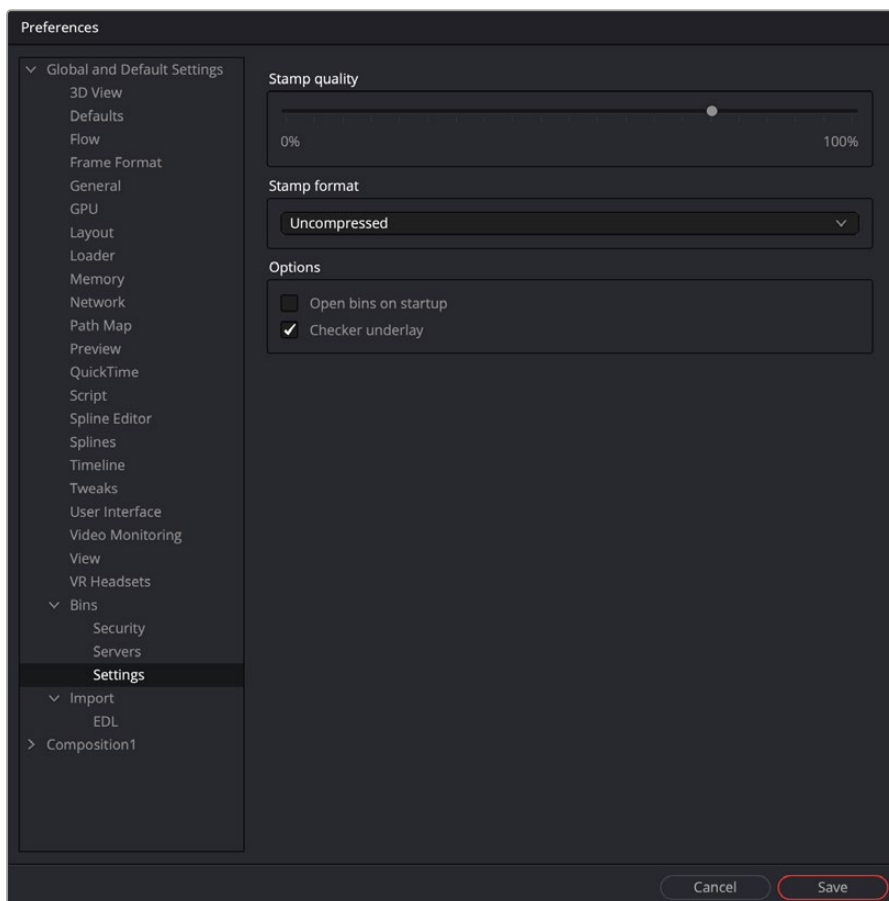 Preferences
Global and Default Settings
3D View
Defaults
Flow
Frame Format
General
GPU
Layout
Loader
Memory
Network
Path Map
Preview
QuickTime
Script
Spline Editor
Splines
Timeline
Tweaks
User Interface
Video Monitoring
View
VR Headsets
Bins
Security
Servers
Settings
Import
EDL
Composition1
Stamp quality
0% 100%
Stamp format
Uncompressed
Options
Open bins on startup
Checker underlay
Cancel Save